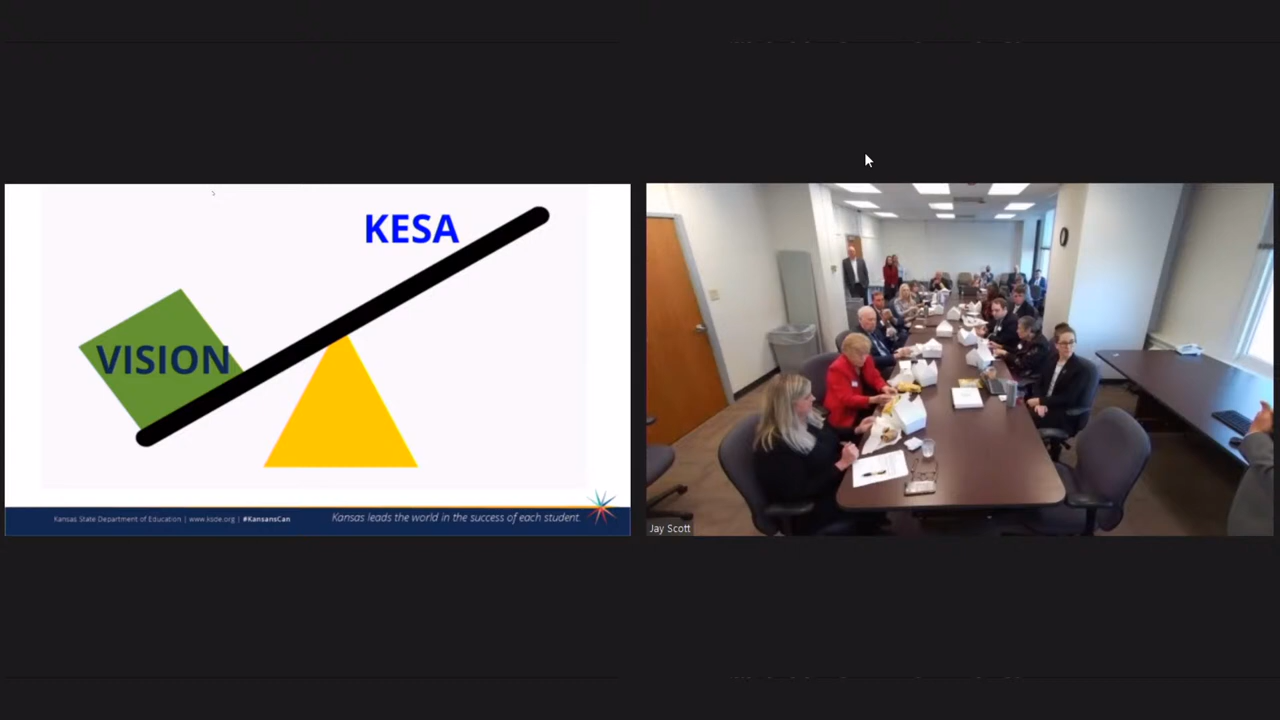 KESA
VISION
Kansas State Department of Education | www.ksde.org | #KansansCan
Kansas leads the world in the success of each student.
Jay Scott